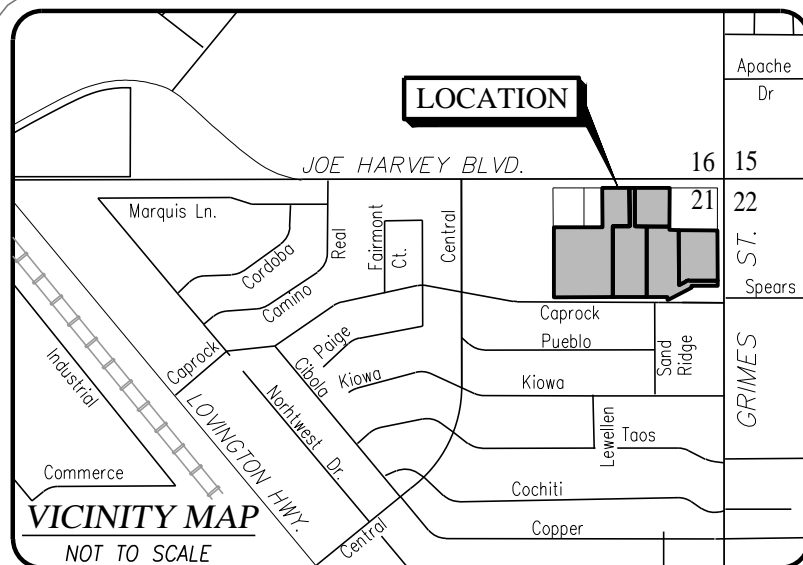 Apache
Dr
LOCATION
JOE HARVEY BLVD.
16 15
21 22
Marquis Ln.
Cordoba
Camino
Real
Fairmont
Ct.
Central
GRIMES ST.
Spears
Caprock
Pueblo
Sand
Ridge
Paige
Cibola
Caprock
Kiowa
Kiowa
Industrial
LOVINGTON HWY.
Norhtwest Dr.
Lewellen
Taos
Commerce
Cochiti
Copper
Central
VICINITY MAP
NOT TO SCALE